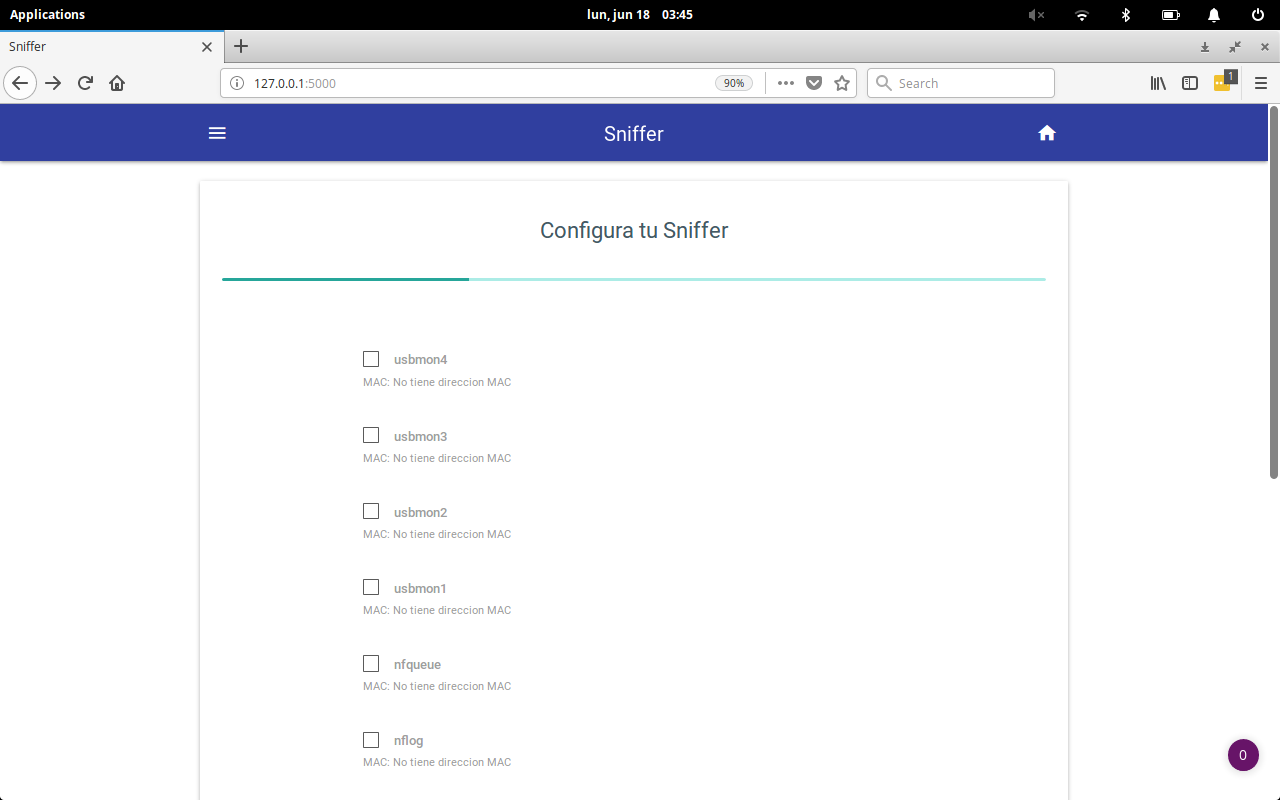 Applications
lun, jun 18 03:45
Sniffer
127.0.0.1:5000
90%
Search
1
Sniffer
Configura tu Sniffer
usbmon4
MAC: No tiene direccion MAC
usbmon3
MAC: No tiene direccion MAC
usbmon2
MAC: No tiene direccion MAC
usbmon1
MAC: No tiene direccion MAC
nfqueue
MAC: No tiene direccion MAC
nflog
MAC: No tiene direccion MAC
0